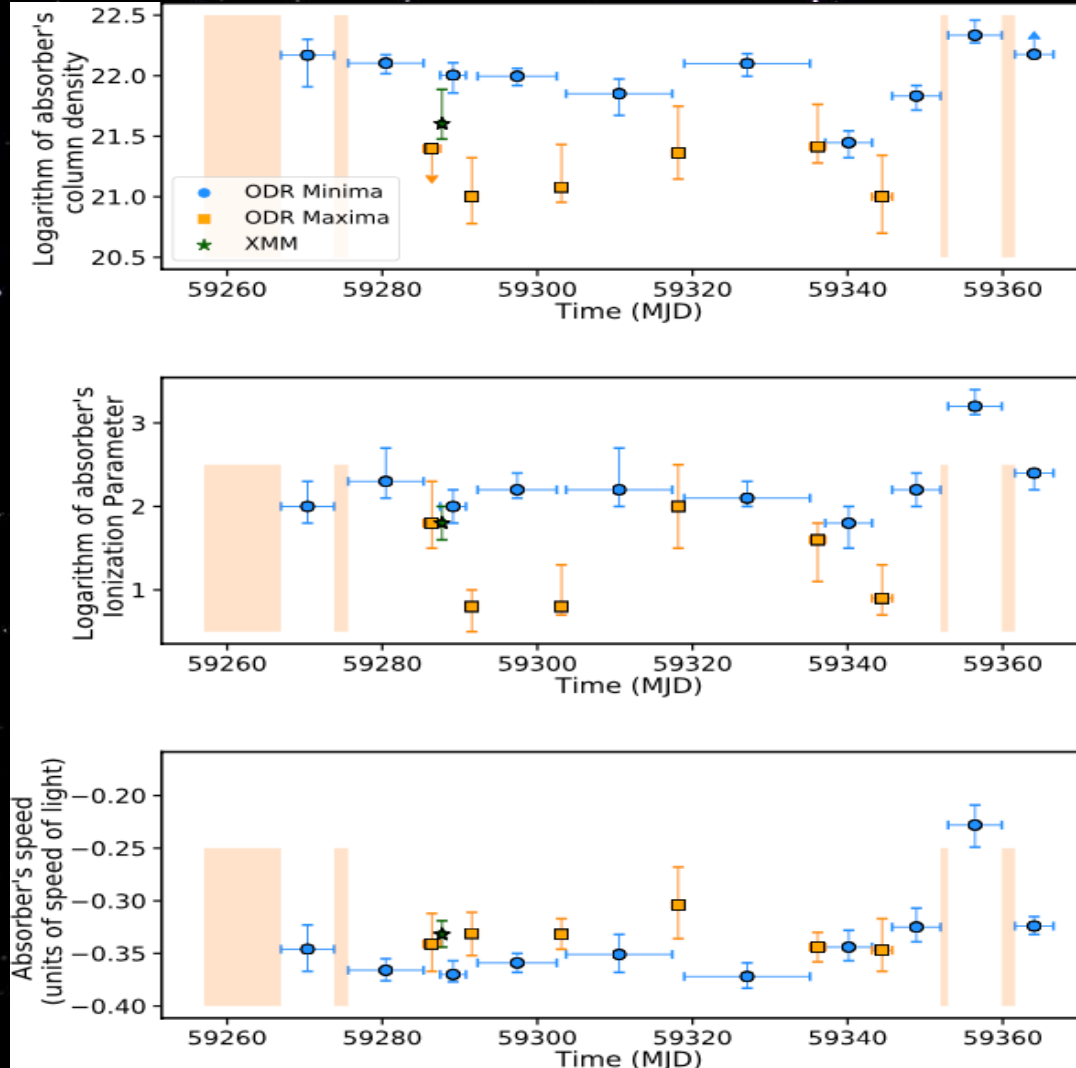 Logarithm of absorber's
column density
22.5
22.0
21.5
21.0
20.5
ODR Minima
ODR Maxima
XMM
59260 59280 59300 59320 59340 59360
Time (MJD)
Logarithm of absorber's
Ionization Parameter
3
2
1
59260 59280 59300 59320 59340 59360
Time (MJD)
Absorber's speed
(units of speed of light)
−0.20
−0.25
−0.30
−0.35
−0.40
59260 59280 59300 59320 59340 59360
Time (MJD)